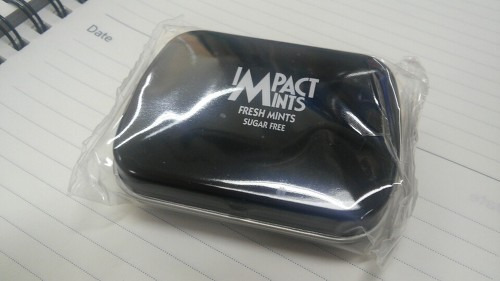 Date
IMPACT
MINTS
FRESH MINTS
SUGAR FREE